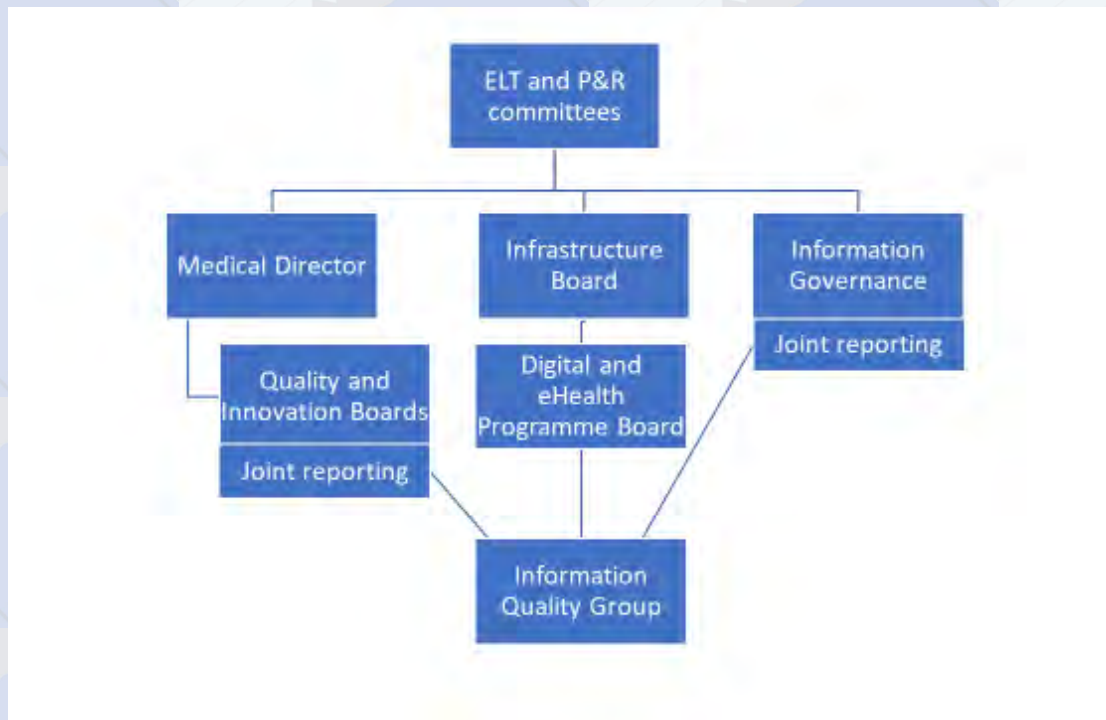 ELT and P&R
committees
Medical Director
Infrastructure
Board
Information
Governance
Joint reporting
Quality and
Innovation Boards
Joint reporting
Digital and
eHealth
Programme Board
Information
Quality Group